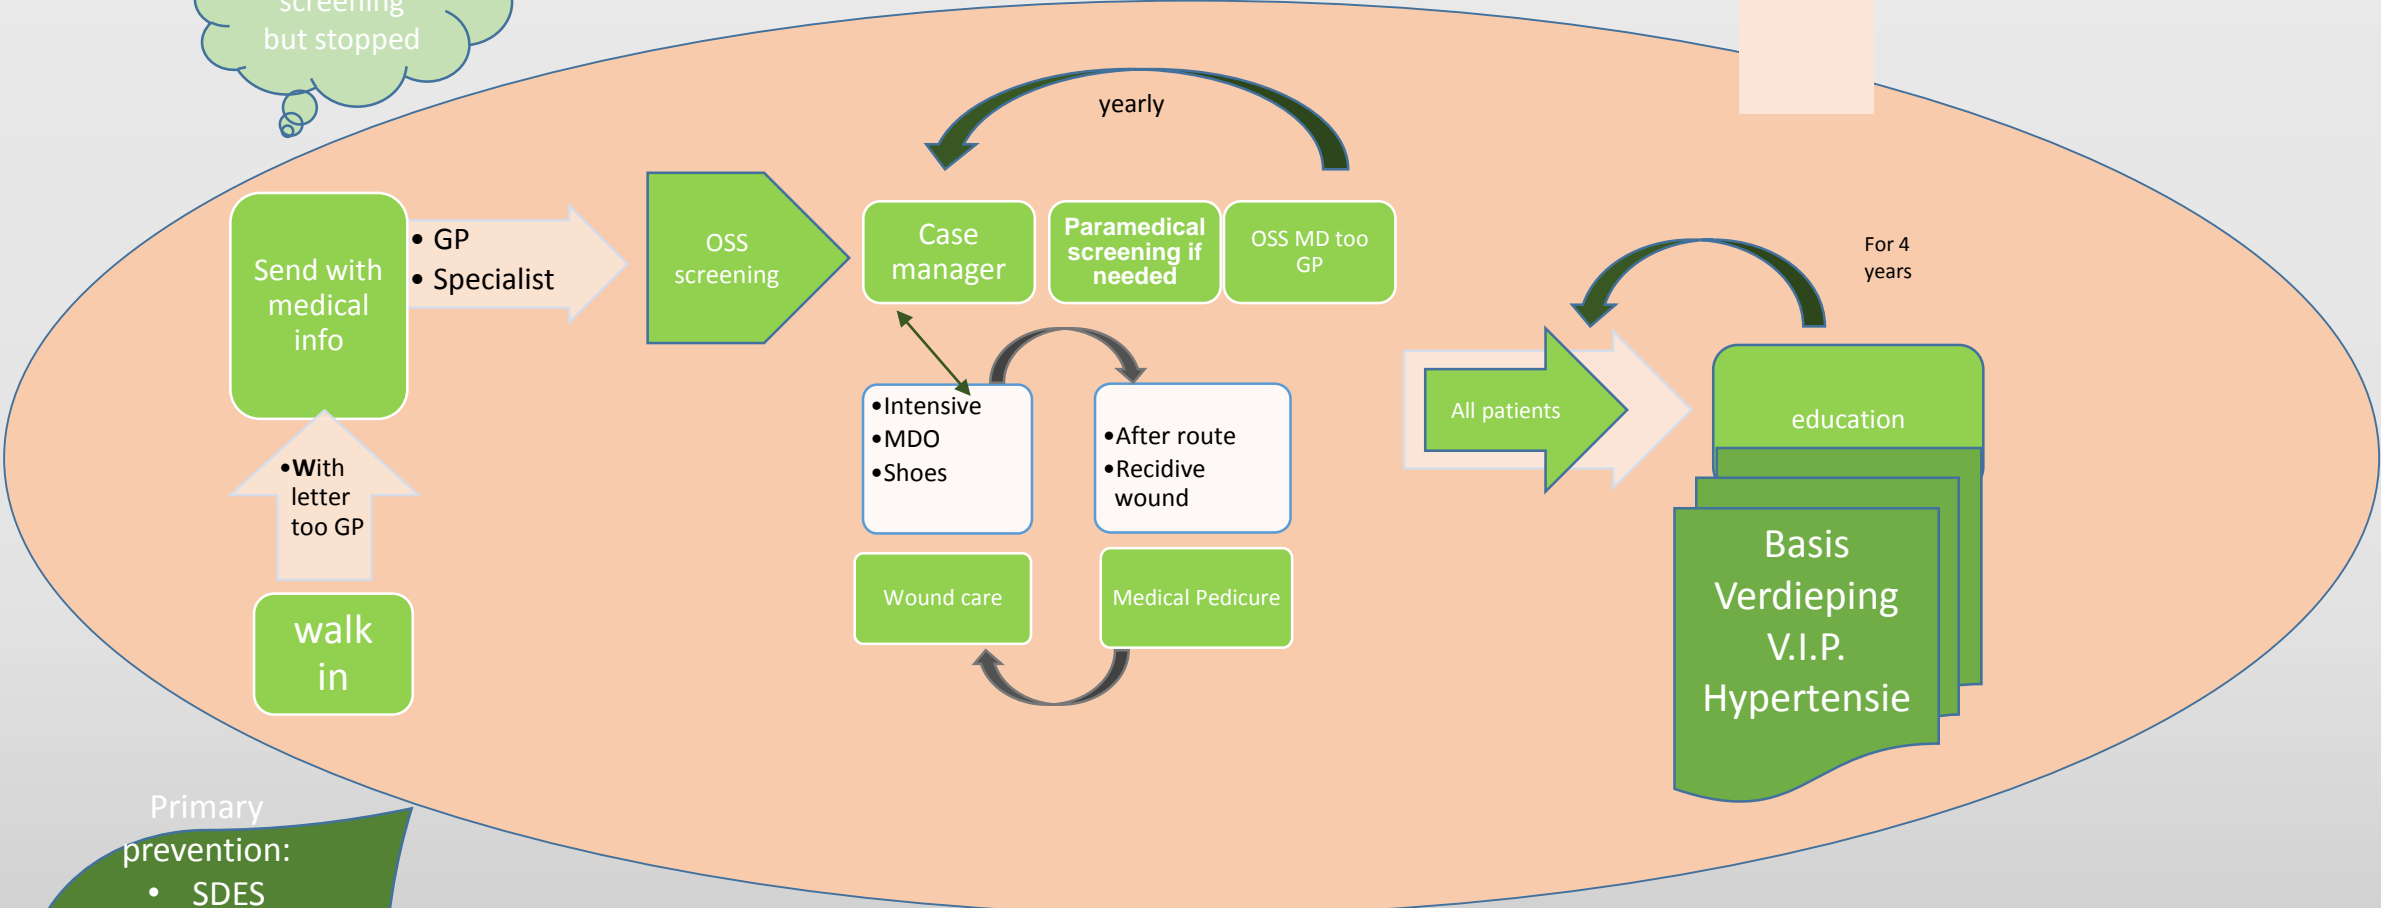 screening
but stopped
yearly
Send with
medical
info
• GP
• Specialist
OSS
screening
Case
manager
Paramedical
screening if
needed
OSS MD too
GP
For 4
years
•Intensive
•MDO
•Shoes
•After route
•Recidive
wound
All patients
education
•With
letter
too GP
Wound care
Medical Pedicure
walk
in
Basis
Verdieping
V.I.P.
Hypertensie
Primary
prevention:
• SDES